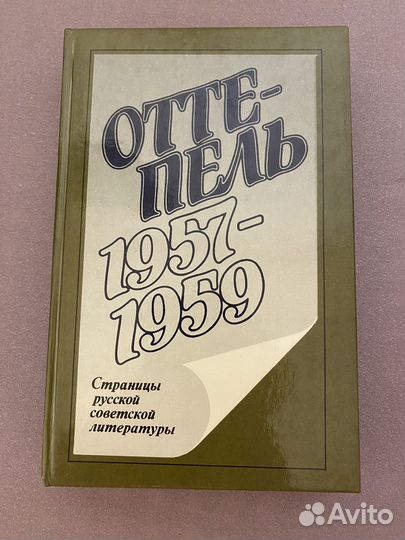 ОТТЕ-
ПЕЛЬ
1957-
1959
Страницы
русской
советской
литературы
Avito